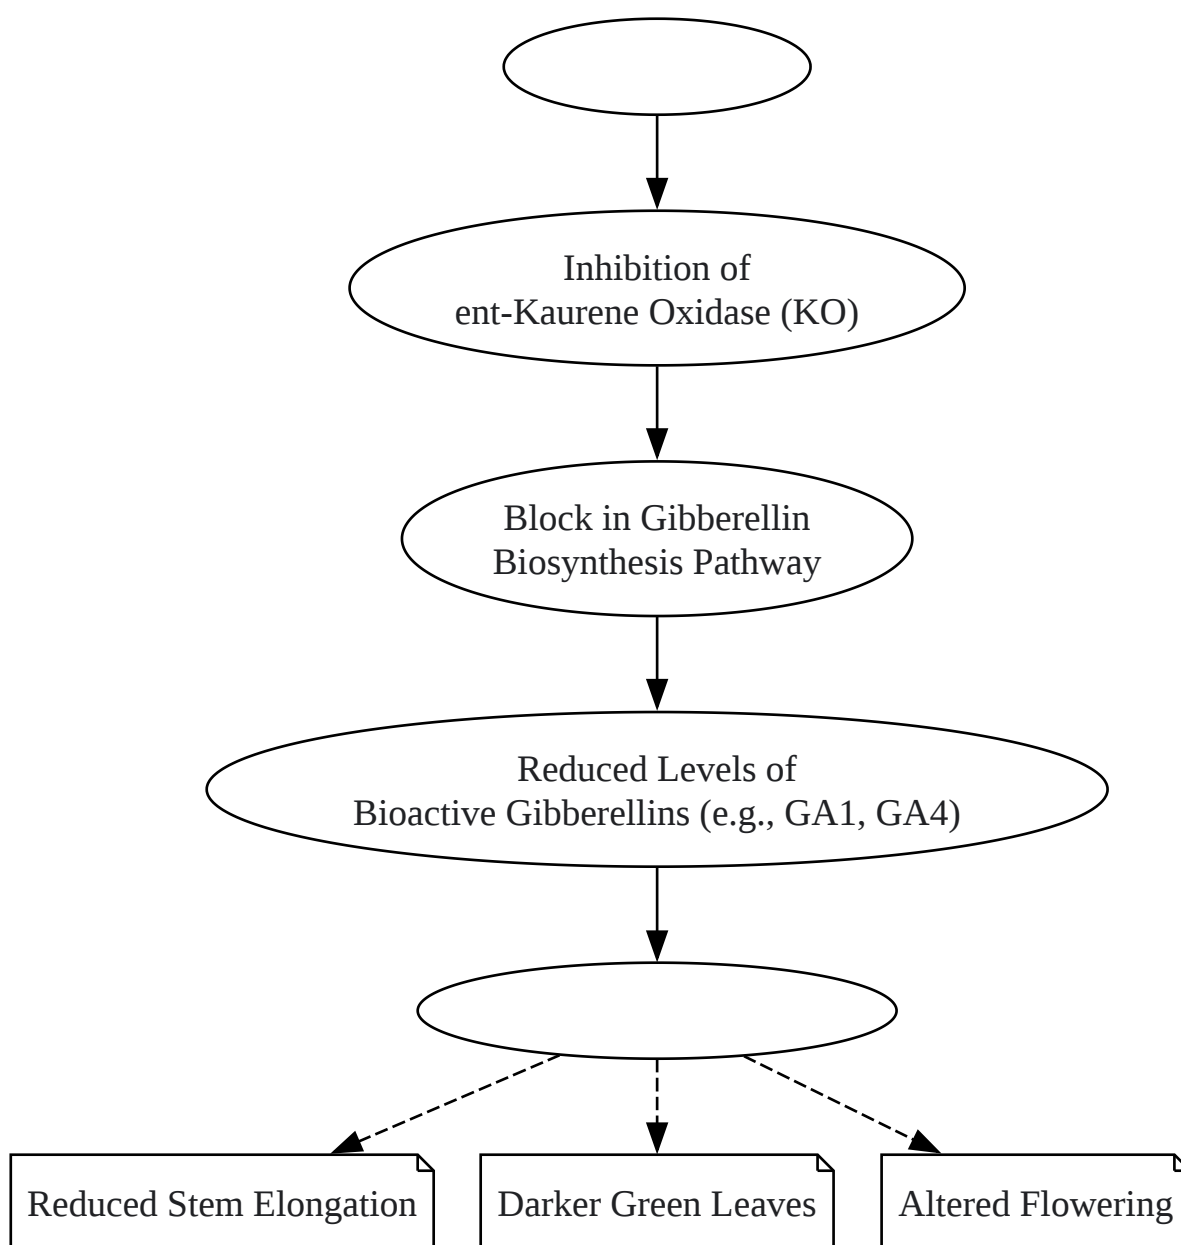 Inhibition of
ent-Kaurene Oxidase (KO)
Block in Gibberellin
Biosynthesis Pathway
Reduced Levels of
Bioactive Gibberellins (e.g., GA1, GA4)
Reduced Stem Elongation
Darker Green Leaves
Altered Flowering